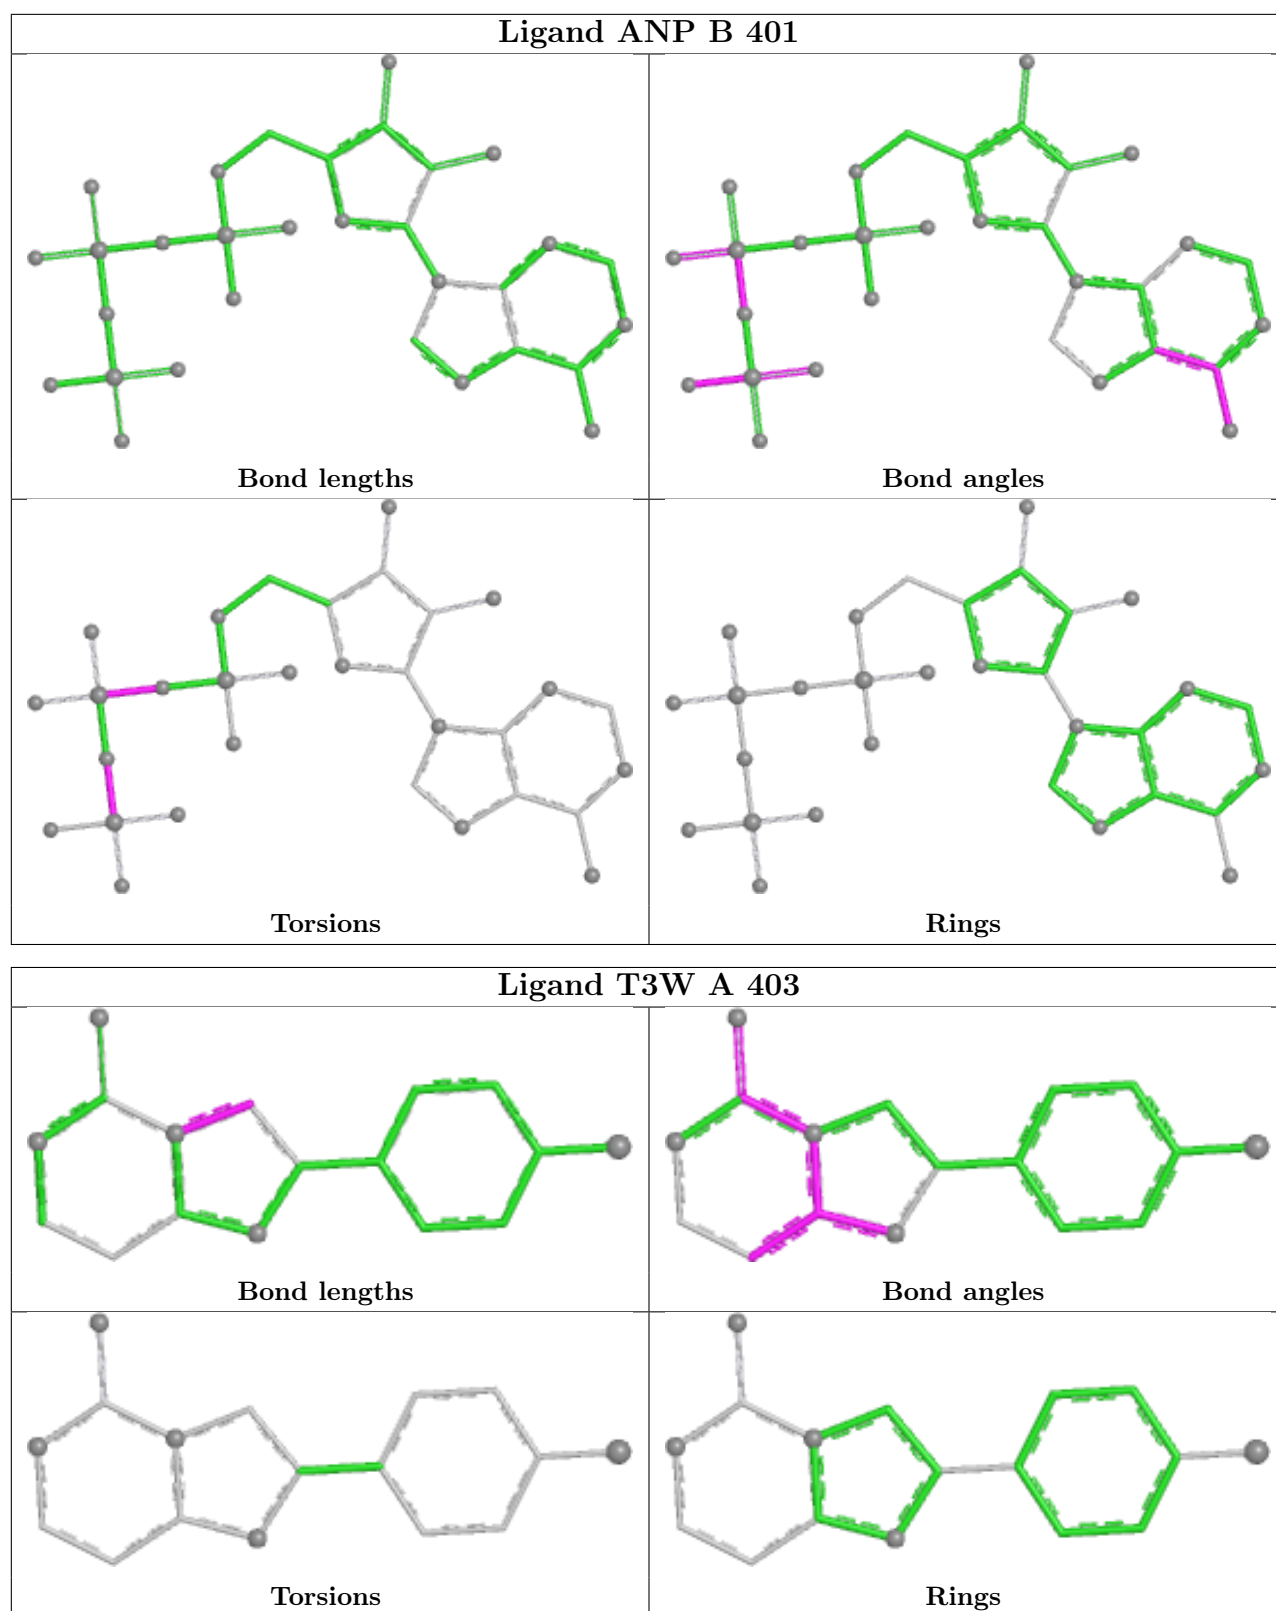 Ligand ANP B 401
Bond lengths
Bond angles
Torsions
Rings
Ligand T3W A 403
Bond lengths
Bond angles
Torsions
Rings